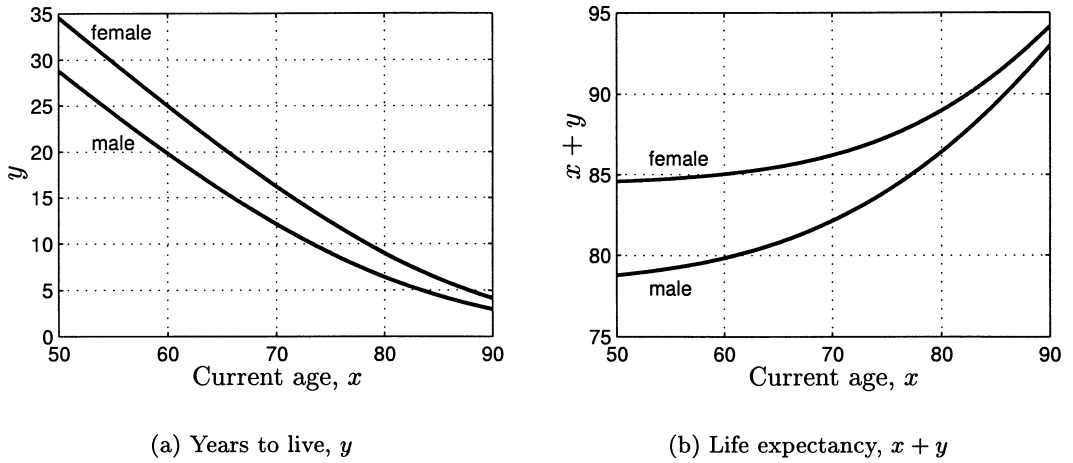 35
30
25
20
15
10
5
0
y
female
male
50 60 70 80 90
Current age, x
(a) Years to live, y
95
90
85
80
75
x + y
female
male
50 60 70 80 90
Current age, x
(b) Life expectancy, x + y